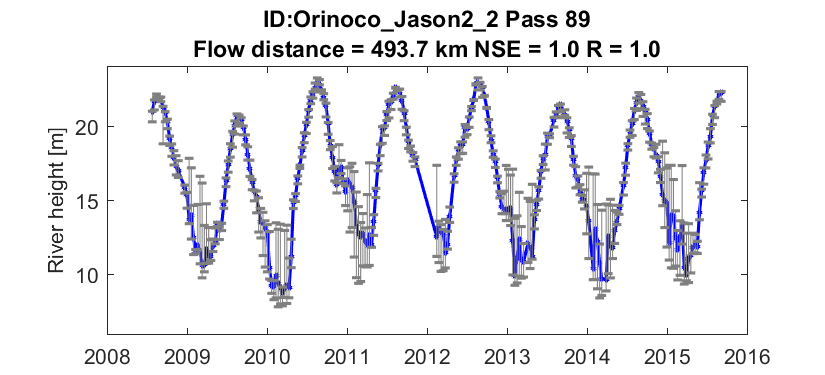 ID:Orinoco_Jason2_2 Pass 89
Flow distance = 493.7 km NSE = 1.0 R = 1.0
River height [m]
20
15
10
2008 2009 2010 2011 2012 2013 2014 2015 2016